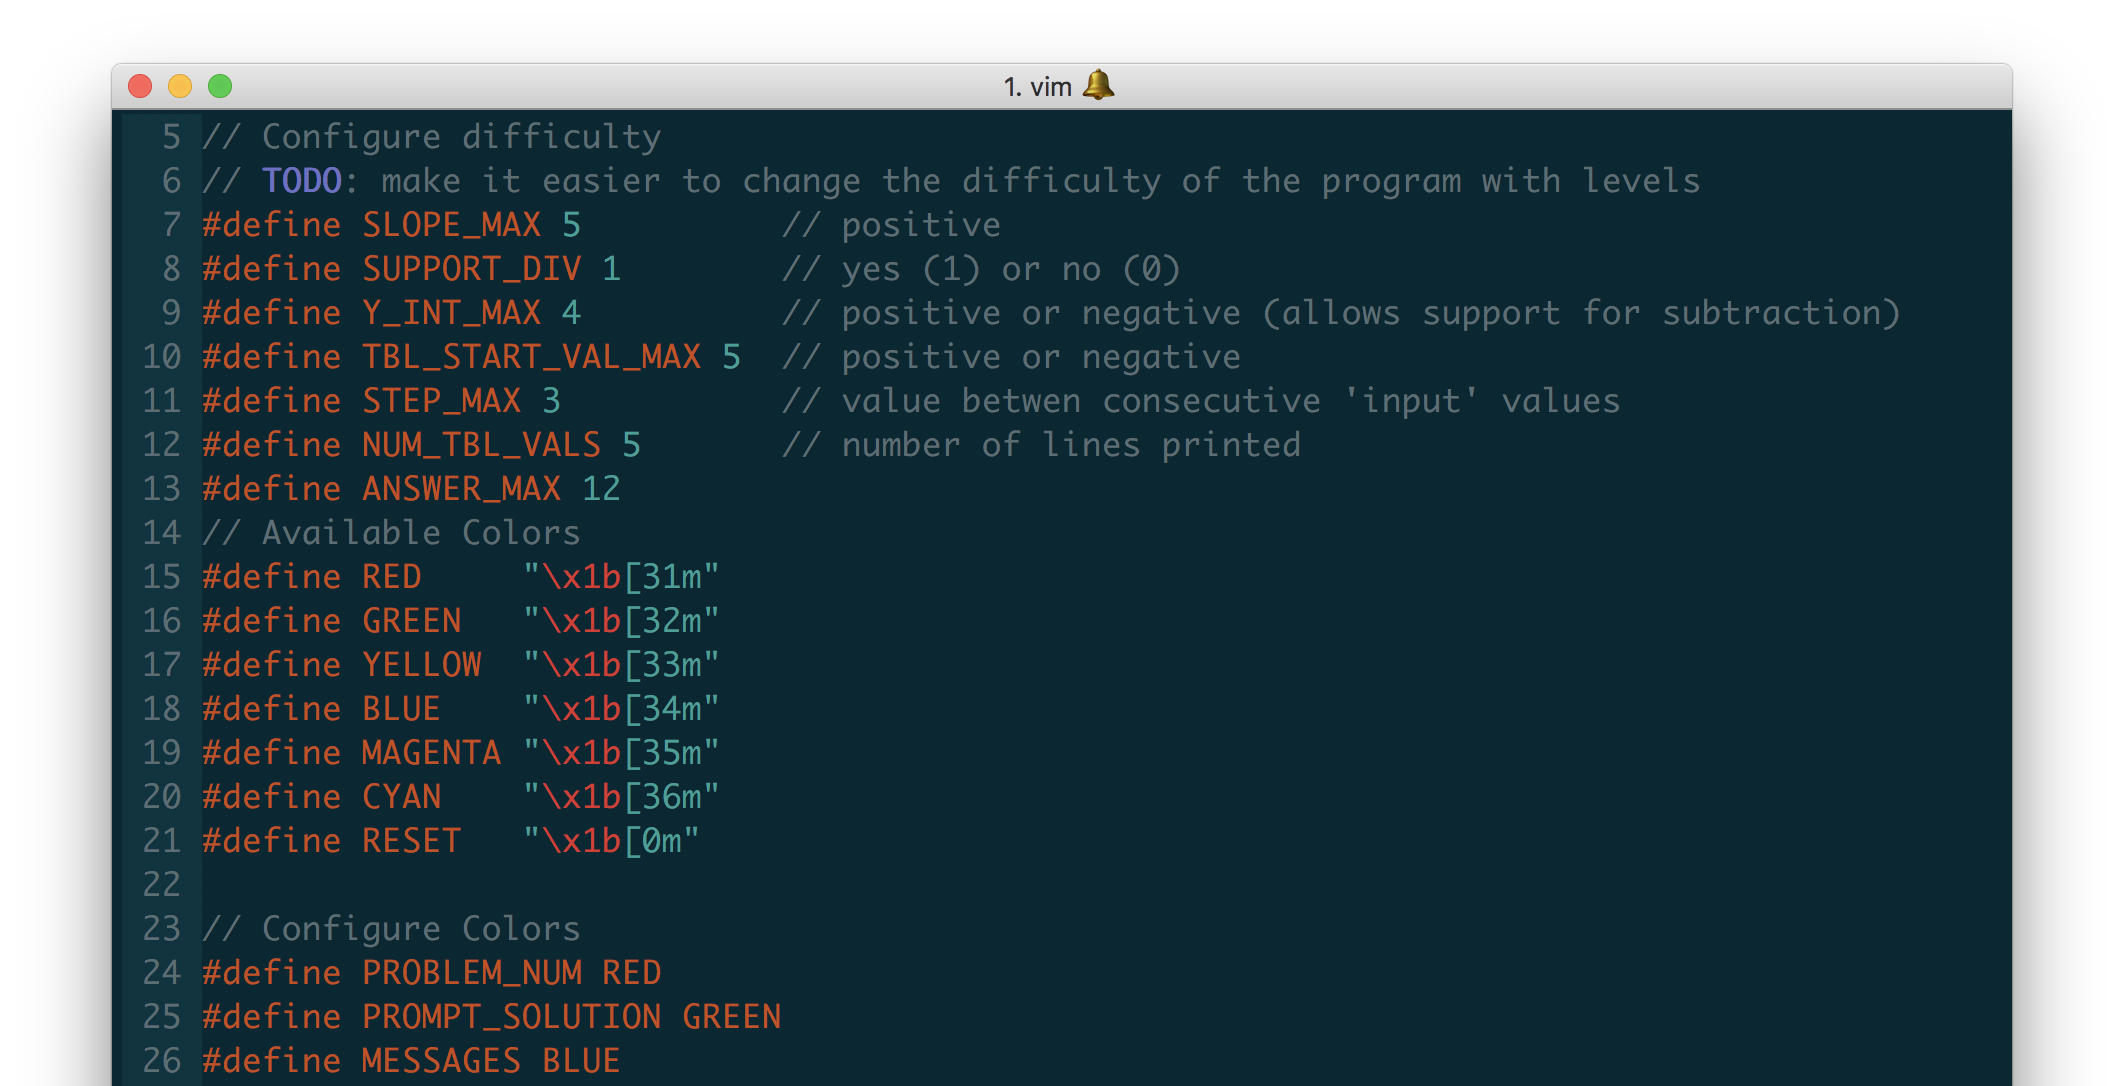 1. vim
5 // Configure difficulty
6 // TODO: make it easier to change the difficulty of the program with levels
7 #define SLOPE_MAX 5          // positive
8 #define SUPPORT_DIV 1        // yes (1) or no (0)
9 #define Y_INT_MAX 4          // positive or negative (allows support for subtraction)
10 #define TBL_START_VAL_MAX 5  // positive or negative
11 #define STEP_MAX 3           // value betwen consecutive 'input' values
12 #define NUM_TBL_VALS 5       // number of lines printed
13 #define ANSWER_MAX 12
14 // Available Colors
15 #define RED     "\x1b[31m"
16 #define GREEN   "\x1b[32m"
17 #define YELLOW  "\x1b[33m"
18 #define BLUE    "\x1b[34m"
19 #define MAGENTA "\x1b[35m"
20 #define CYAN    "\x1b[36m"
21 #define RESET   "\x1b[0m"
22
23 // Configure Colors
24 #define PROBLEM_NUM RED
25 #define PROMPT_SOLUTION GREEN
26 #define MESSAGES BLUE